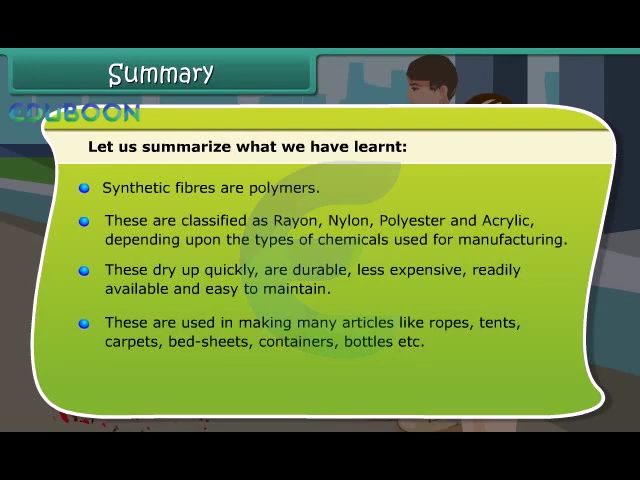 Summary
EDUBOON
Let us summarize what we have learnt:
Synthetic fibres are polymers.
These are classified as Rayon, Nylon, Polyester and Acrylic,
depending upon the types of chemicals used for manufacturing.
These dry up quickly, are durable, less expensive, readily
available and easy to maintain.
These are used in making many articles like ropes, tents,
carpets, bed-sheets, containers, bottles etc.